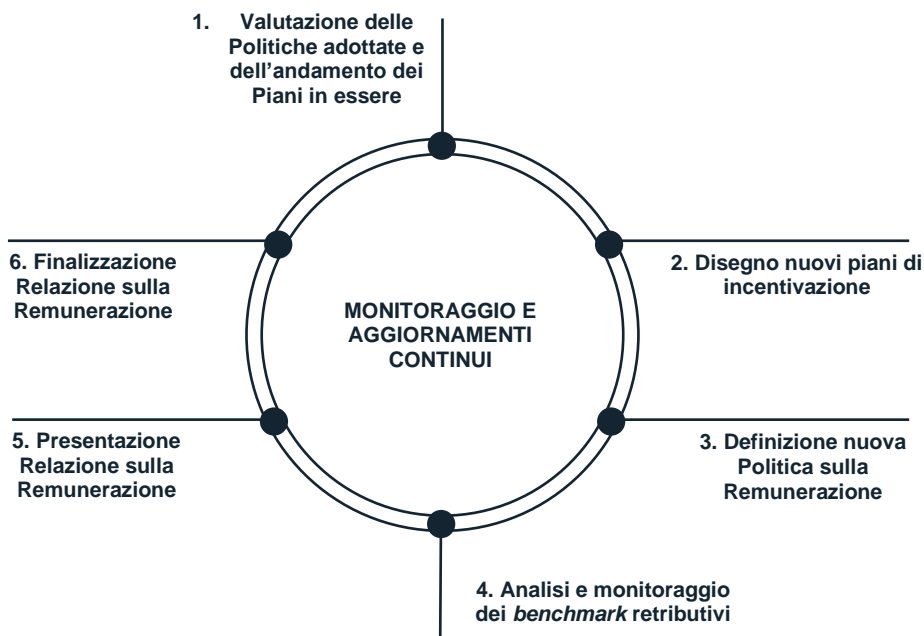 1. Valutazione delle
Politiche adottate e
dell’andamento dei
Piani in essere
2. Disegno nuovi piani di
incentivazione
3. Definizione nuova
Politica sulla
Remunerazione
4. Analisi e monitoraggio
dei benchmark retributivi
5. Presentazione
Relazione sulla
Remunerazione
6. Finalizzazione
Relazione sulla
Remunerazione
MONITORAGGIO E
AGGIORNAMENTI
CONTINUI